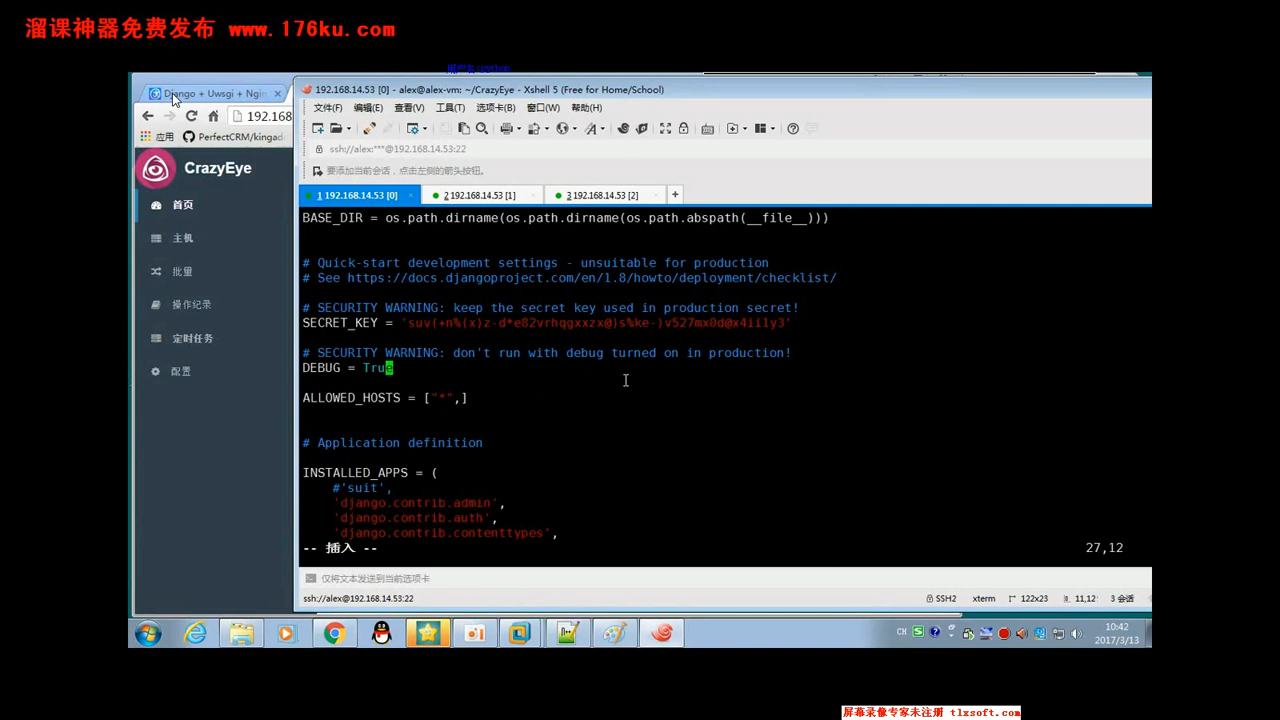 溜课神器免费发布 www.176ku.com
Django + Uwsgi + Ngin
192.168.14.53 [0] - alex@alex-vm: ~/CrazyEye - Xshell 5 (Free for Home/School)
文件(F) 编辑(E) 查看(V) 工具(T) 选项卡(B) 窗口(W) 帮助(H)
192.168
应用 PerfectCRM/kingad
ssh://alex:***@192.168.14.53:22
要添加当前会话，点击左侧的箭头按钮。
CrazyEye
首页
主机
批量
操作纪录
定时任务
配置
1 192.168.14.53 [0] 2 192.168.14.53 [1] 3 192.168.14.53 [2]
BASE_DIR = os.path.dirname(os.path.dirname(os.path.abspath(__file__)))
# Quick-start development settings - unsuitable for production
# See https://docs.djangoproject.com/en/1.8/howto/deployment/checklist/
# SECURITY WARNING: keep the secret key used in production secret!
SECRET_KEY = 'suv(+n%(x)z-d*e82vrhqgxxzx@)s%ke-)v527mx0d@x4ii1y3'
# SECURITY WARNING: don't run with debug turned on in production!
DEBUG = True
ALLOWED_HOSTS = ["*",]
# Application definition
INSTALLED_APPS = (
#'suit',
'django.contrib.admin',
'django.contrib.auth',
'django.contrib.contenttypes',
-- 插入 -- 27,12
仅将文本发送到当前选项卡
ssh://alex@192.168.14.53:22 SSH2 xterm 122x23 11,12 3 会话
CH 10:42
2017/3/13
屏幕录像专家未注册 tlxsoft.com